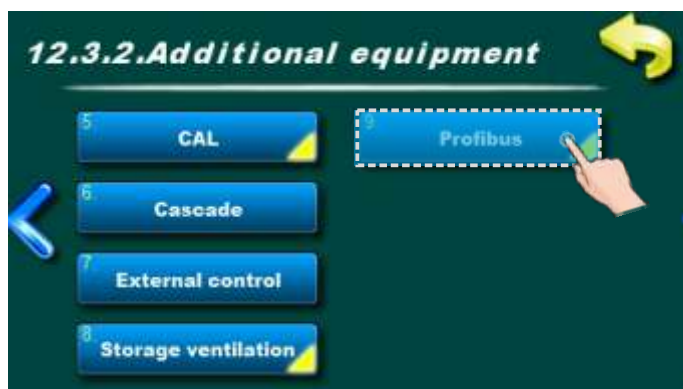 12.3.2.Additional equipment
5
CAL
6
Cascade
7
External control
8
Storage ventilation
9
Profibus